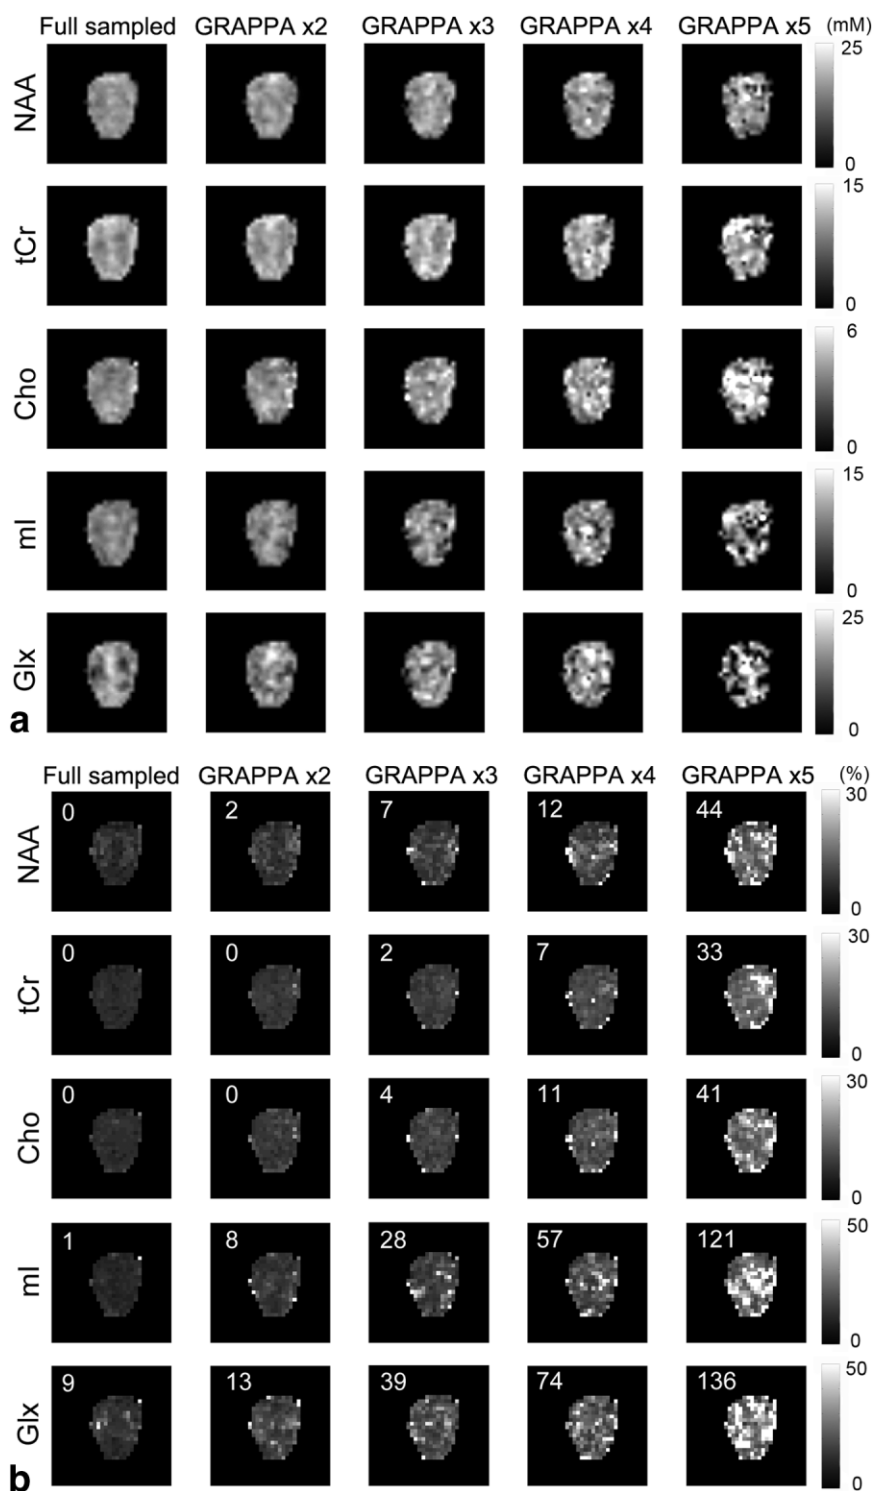 Full sampled GRAPPA x2 GRAPPA x3 GRAPPA x4 GRAPPA x5 (mM)
NAA 25 0
tCr 15 0
Cho 6 0
mI 15 0
Glx 25 0
a
Full sampled GRAPPA x2 GRAPPA x3 GRAPPA x4 GRAPPA x5 (%)
NAA 0 2 7 12 44 30 0
tCr 0 0 2 7 33 30 0
Cho 0 0 4 11 41 30 0
mI 1 8 28 57 121 50 0
Glx 9 13 39 74 136 50 0
b